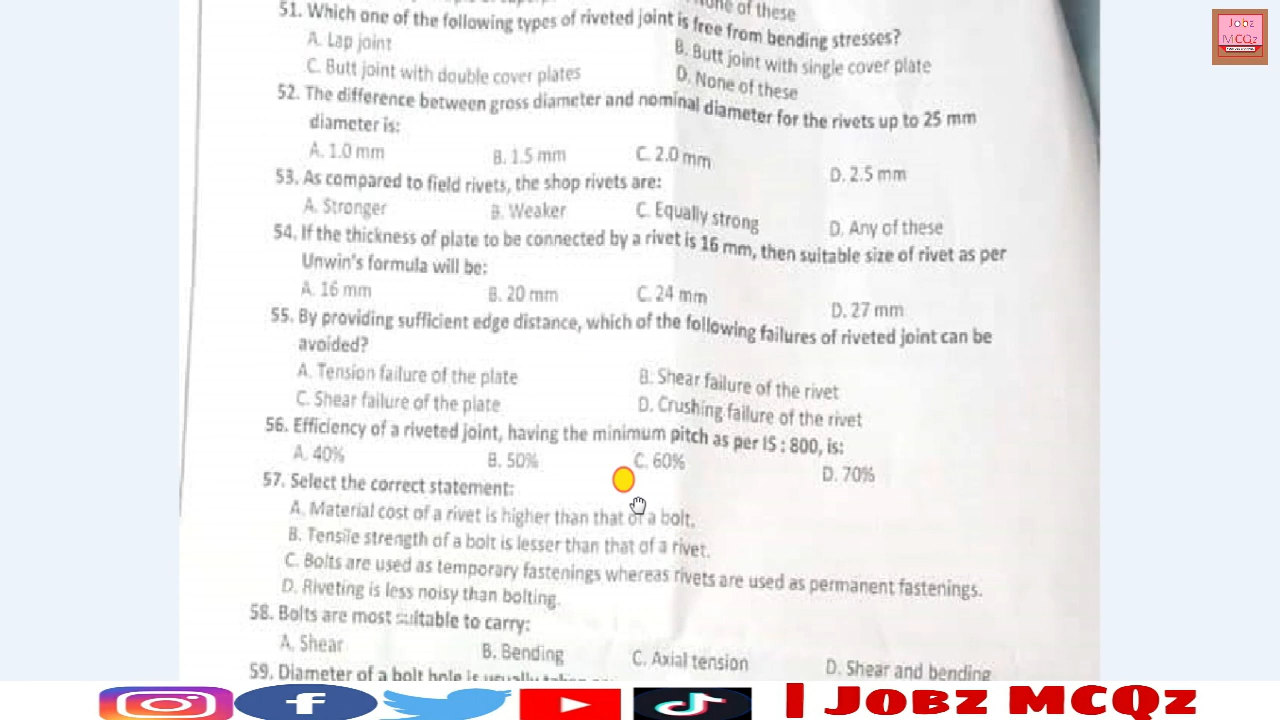 none of these
51. Which one of the following types of riveted joint is free from bending stresses?
A. Lap joint
B. Butt joint with single cover plate
C. Butt joint with double cover plates
D. None of these
52. The difference between gross diameter and nominal diameter for the rivets up to 25 mm
diameter is:
A. 1.0 mm B. 1.5 mm C. 2.0 mm D. 2.5 mm
53. As compared to field rivets, the shop rivets are:
A. Stronger B. Weaker C. Equally strong D. Any of these
54. If the thickness of plate to be connected by a rivet is 16 mm, then suitable size of rivet as per
Unwin's formula will be:
A. 16 mm B. 20 mm C. 24 mm D. 27 mm
55. By providing sufficient edge distance, which of the following failures of riveted joint can be
avoided?
A. Tension failure of the plate B. Shear failure of the rivet
C. Shear failure of the plate D. Crushing failure of the rivet
56. Efficiency of a riveted joint, having the minimum pitch as per IS : 800, is:
A. 40% B. 50% C. 60% D. 70%
57. Select the correct statement:
A. Material cost of a rivet is higher than that of a bolt.
B. Tensile strength of a bolt is lesser than that of a rivet.
C. Bolts are used as temporary fastenings whereas rivets are used as permanent fastenings.
D. Riveting is less noisy than bolting.
58. Bolts are most suitable to carry:
A. Shear B. Bending C. Axial tension D. Shear and bending
59. Diameter of a bolt hole is usually taken
Jobz
MCQz
| Jobz MCQz